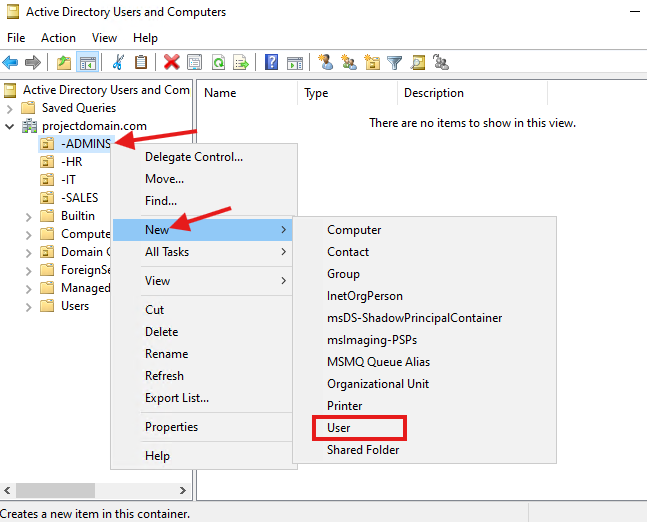 Active Directory Users and Computers
File Action View Help
Active Directory Users and Com
Saved Queries
projectdomain.com
-ADMINS
-HR
-IT
-SALES
Builtin
Compute
Domain C
ForeignSe
Managed
Users
Name Type Description
There are no items to show in this view.
Delegate Control...
Move...
Find...
New
All Tasks
View
Cut
Delete
Rename
Refresh
Export List...
Properties
Help
Computer
Contact
Group
InetOrgPerson
msDS-ShadowPrincipalContainer
msImaging-PSPs
MSMQ Queue Alias
Organizational Unit
Printer
User
Shared Folder
Creates a new item in this container.